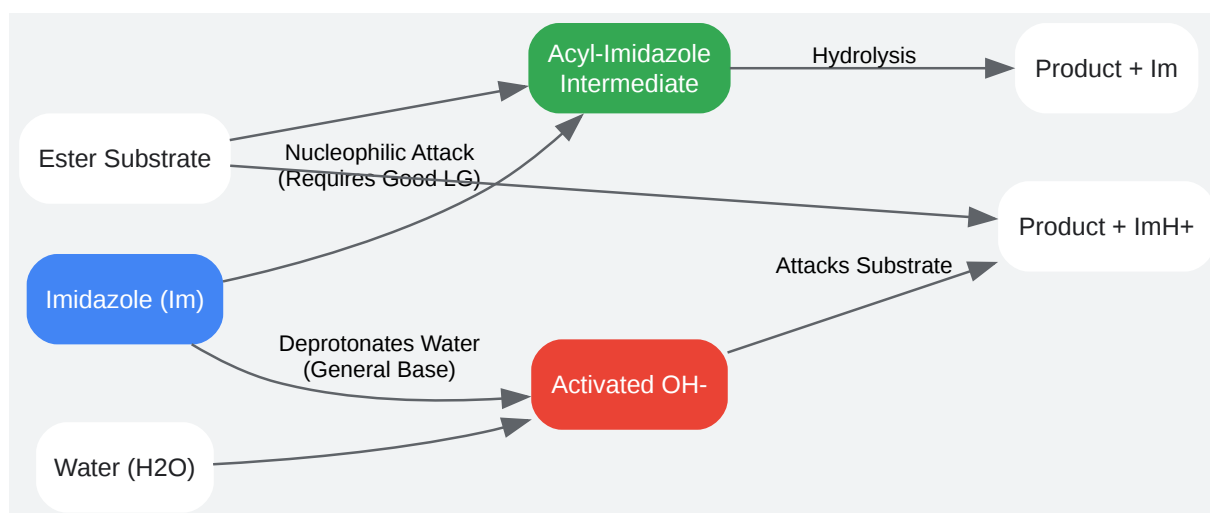 Acyl-Imidazole
Intermediate
Hydrolysis
Product + Im
Ester Substrate
Nucleophilic Attack
(Requires Good LG)
Product + ImH+
Imidazole (Im)
Attacks Substrate
Deprotonates Water
(General Base)
Activated OH-
Water (H2O)